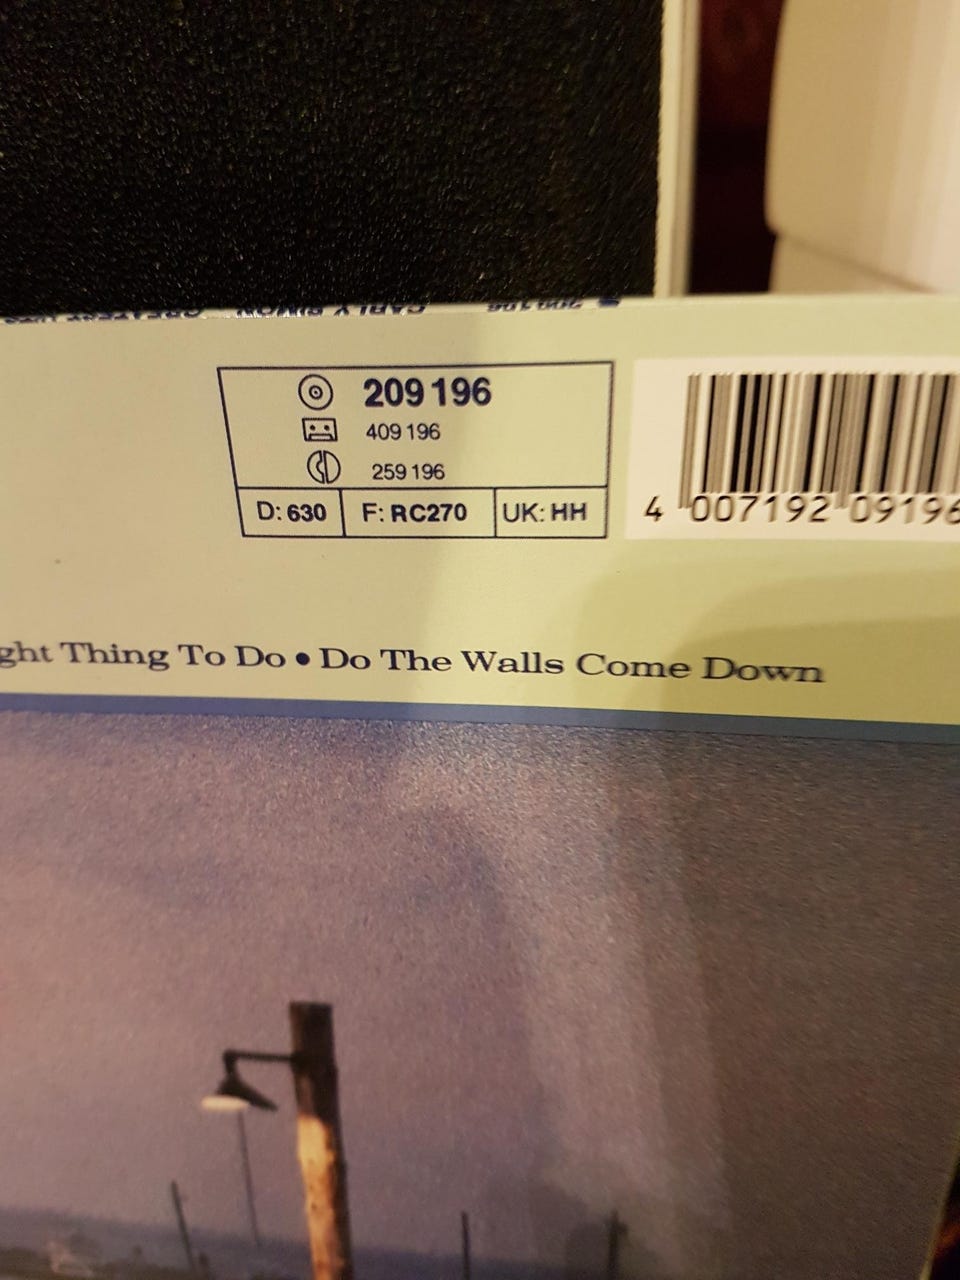 209 196
409 196
259 196
D: 630 F: RC270 UK: HH
4 007192 09196
ght Thing To Do • Do The Walls Come Down